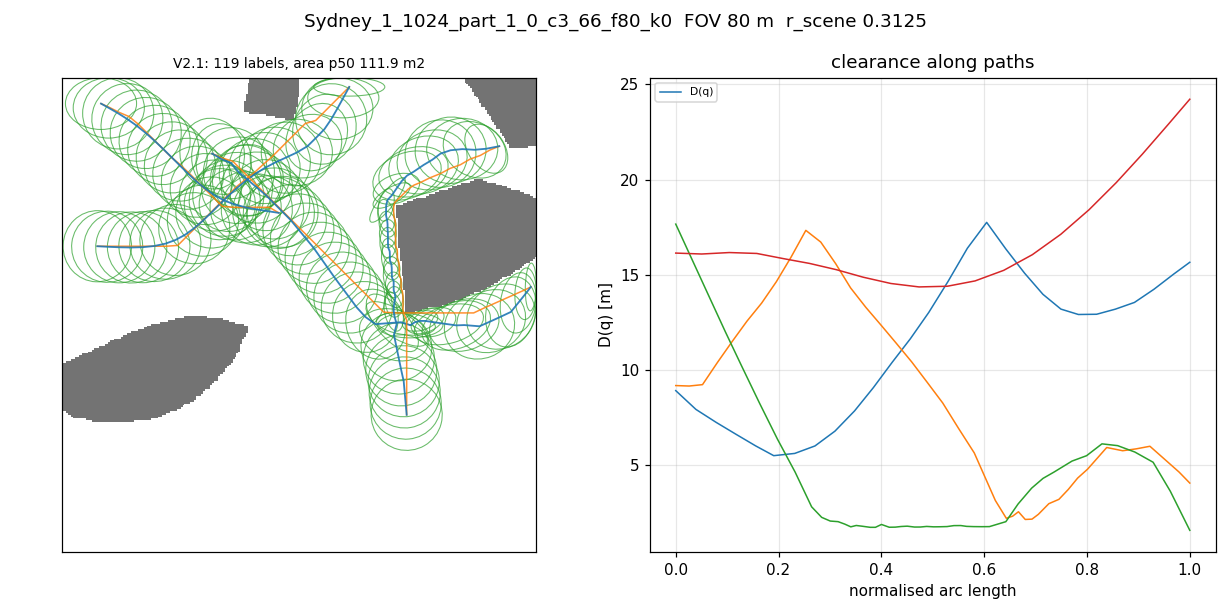 Sydney_1_1024_part_1_0_c3_66_f80_k0  FOV 80 m  r_scene 0.3125
V2.1: 119 labels, area p50 111.9 m2
clearance along paths
D(q)
25
20
15
10
5
D(q) [m]
0.0 0.2 0.4 0.6 0.8 1.0
normalised arc length